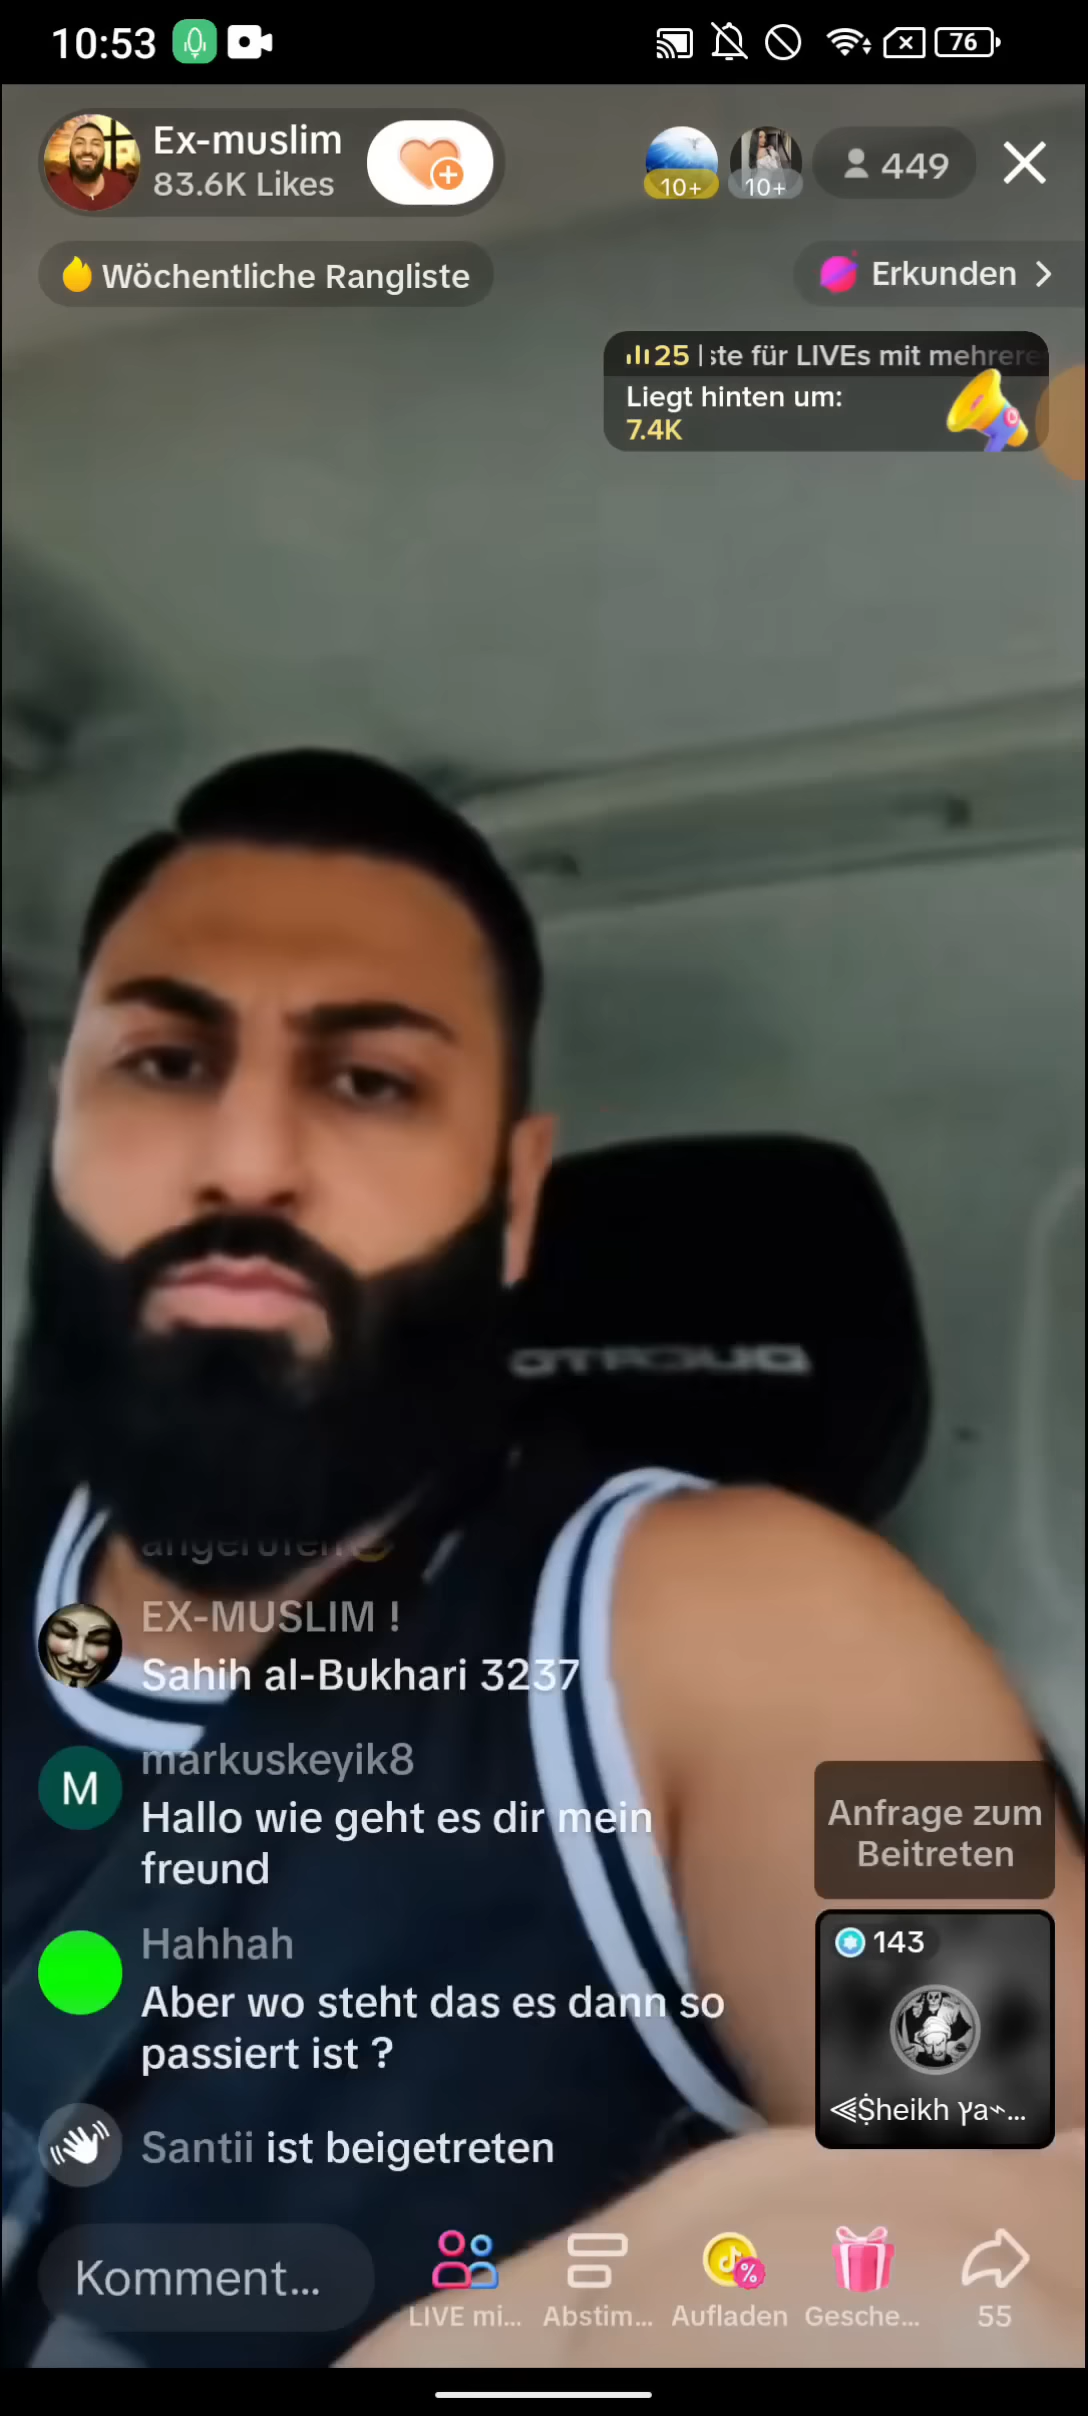 10:53
76
Ex-muslim
83.6K Likes
10+
10+
449
Wöchentliche Rangliste
Erkunden
25 | ste für LIVEs mit mehrere
Liegt hinten um:
7.4K
angerufen
EX-MUSLIM !
Sahih al-Bukhari 3237
markuskeyik8
M
Hallo wie geht es dir mein
freund
Hahhah
Aber wo steht das es dann so
passiert ist ?
Santii ist beigetreten
Anfrage zum
Beitreten
143
⪡Ṩheikh ꌩa⌁...
Komment...
LIVE mi...
Abstim...
Aufladen
Gesche...
55